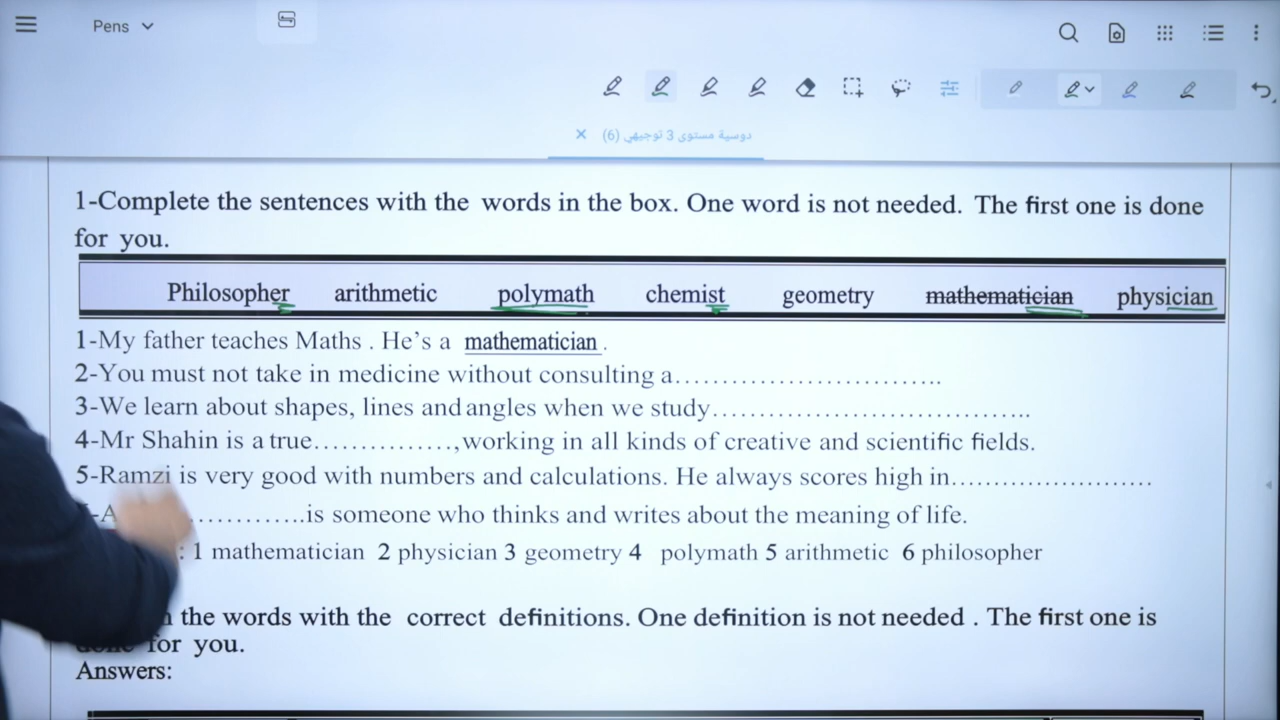 Pens
دوسية مستوى 3 توجيهي (6)
1-Complete the sentences with the words in the box. One word is not needed. The first one is done
for you.
Philosopher arithmetic polymath chemist geometry mathematician physician
1-My father teaches Maths . He's a mathematician .
2-You must not take in medicine without consulting a………………………..
3-We learn about shapes, lines and angles when we study……………………………..
4-Mr Shahin is a true……………,working in all kinds of creative and scientific fields.
5-Ramzi is very good with numbers and calculations. He always scores high in……………………
-A …………..is someone who thinks and writes about the meaning of life.
: 1 mathematician 2 physician 3 geometry 4 polymath 5 arithmetic 6 philosopher
the words with the correct definitions. One definition is not needed . The first one is
done for you.
Answers: